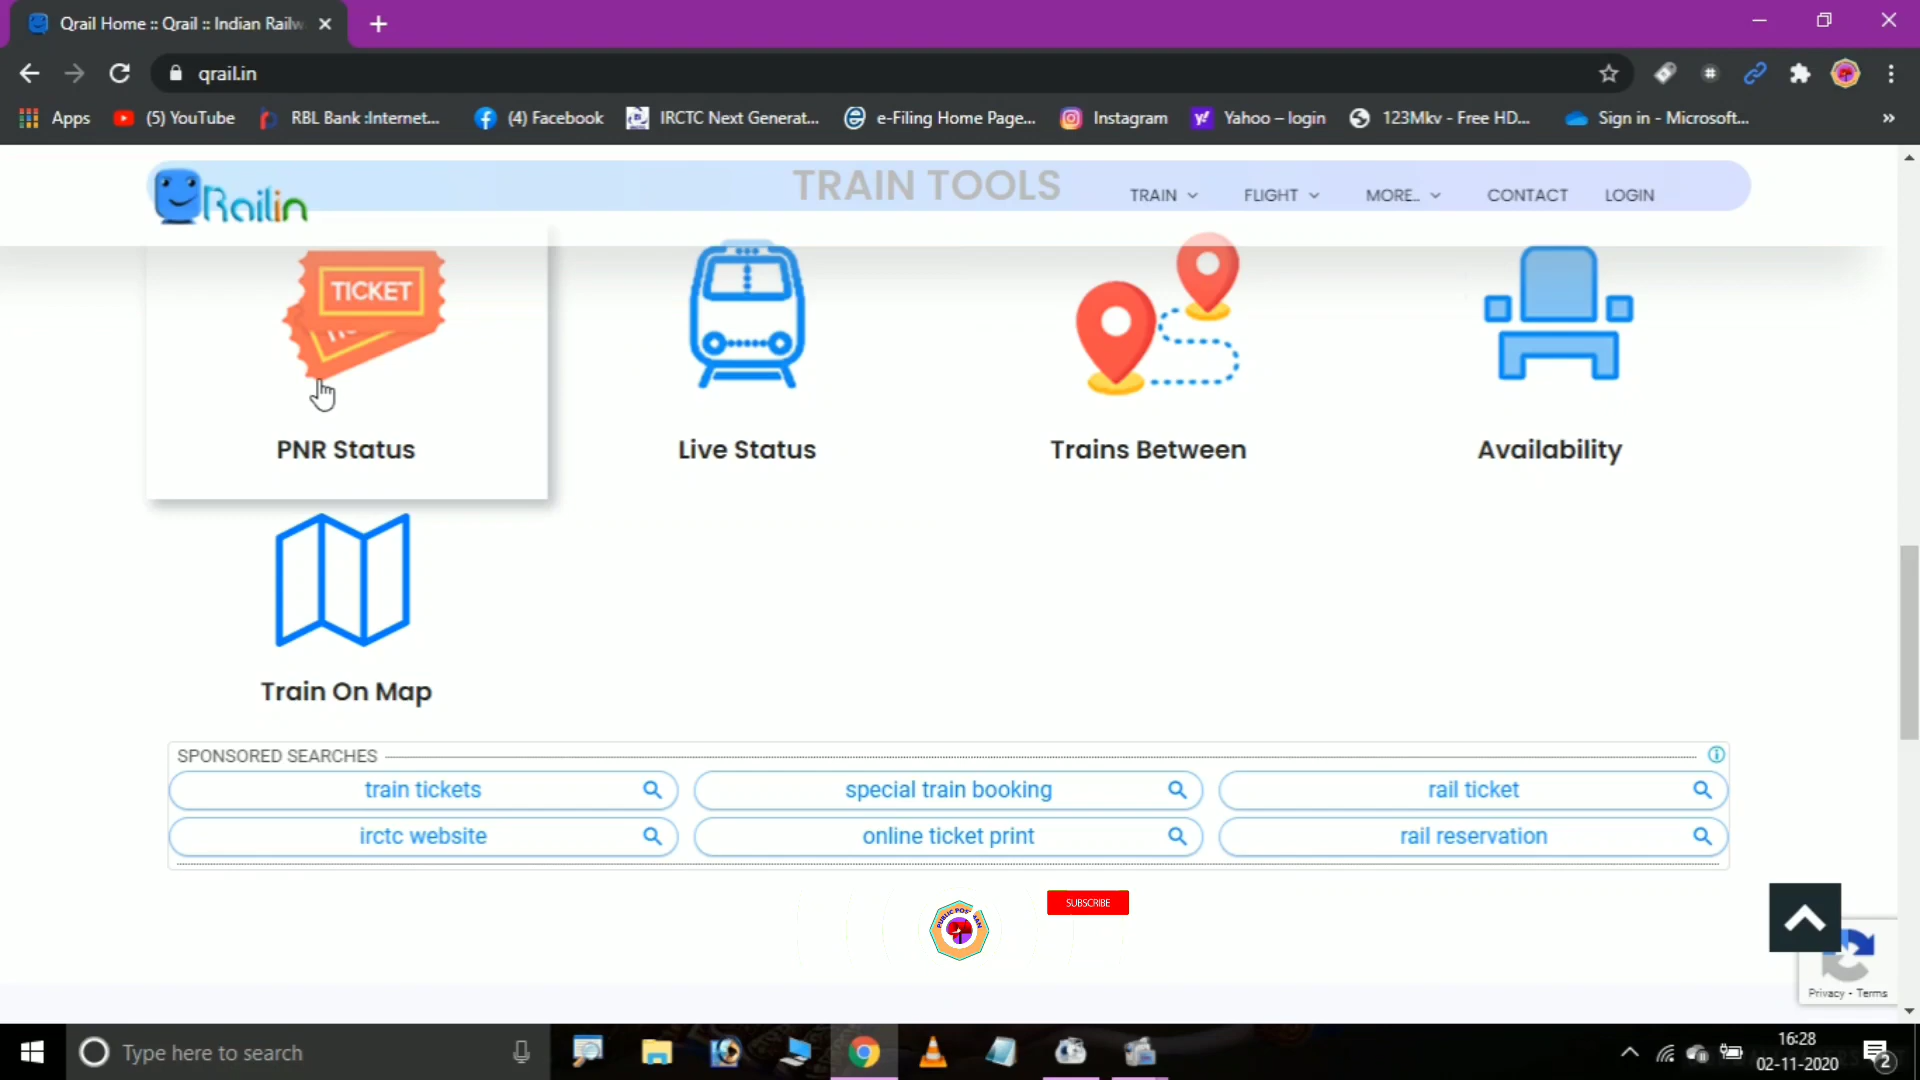 Qrail Home :: Qrail :: Indian Railw
qrail.in
Apps
(5) YouTube
RBL Bank :Internet...
(4) Facebook
IRCTC Next Generat...
e-Filing Home Page...
Instagram
Yahoo – login
123Mkv - Free HD...
Sign in - Microsoft...
»
Railin
TRAIN TOOLS
TRAIN
FLIGHT
MORE..
CONTACT
LOGIN
TICKET
PNR Status
Live Status
Trains Between
Availability
Train On Map
SPONSORED SEARCHES
train tickets
special train booking
rail ticket
irctc website
online ticket print
rail reservation
SUBSCRIBE
Privacy - Terms
Type here to search
16:28
02-11-2020
2